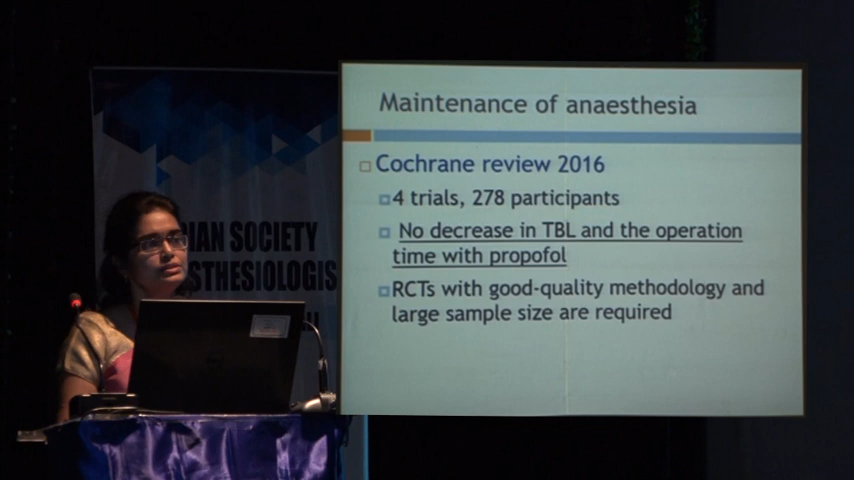 Maintenance of anaesthesia
Cochrane review 2016
4 trials, 278 participants
No decrease in TBL and the operation
time with propofol
RCTs with good-quality methodology and
large sample size are required
SOCIETY